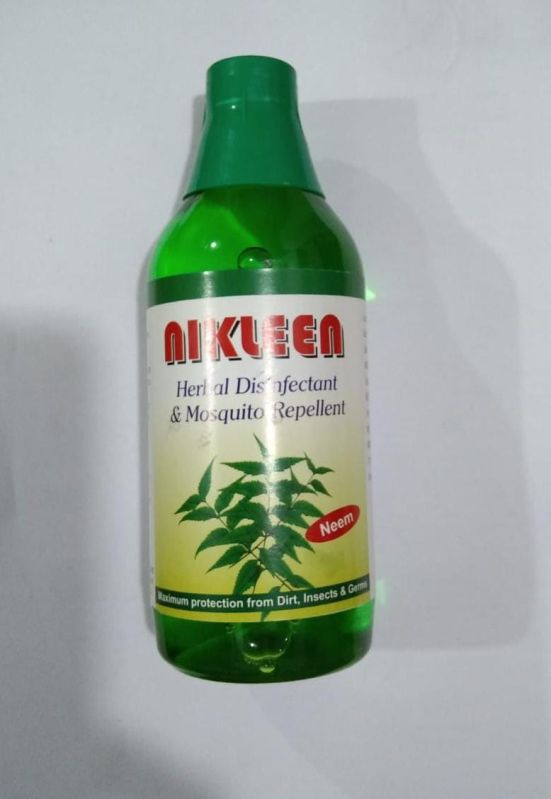 NIKLEEN
Herbal Disinfectant
& Mosquito Repellent
Neem
Maximum protection from Dirt, Insects & Germs